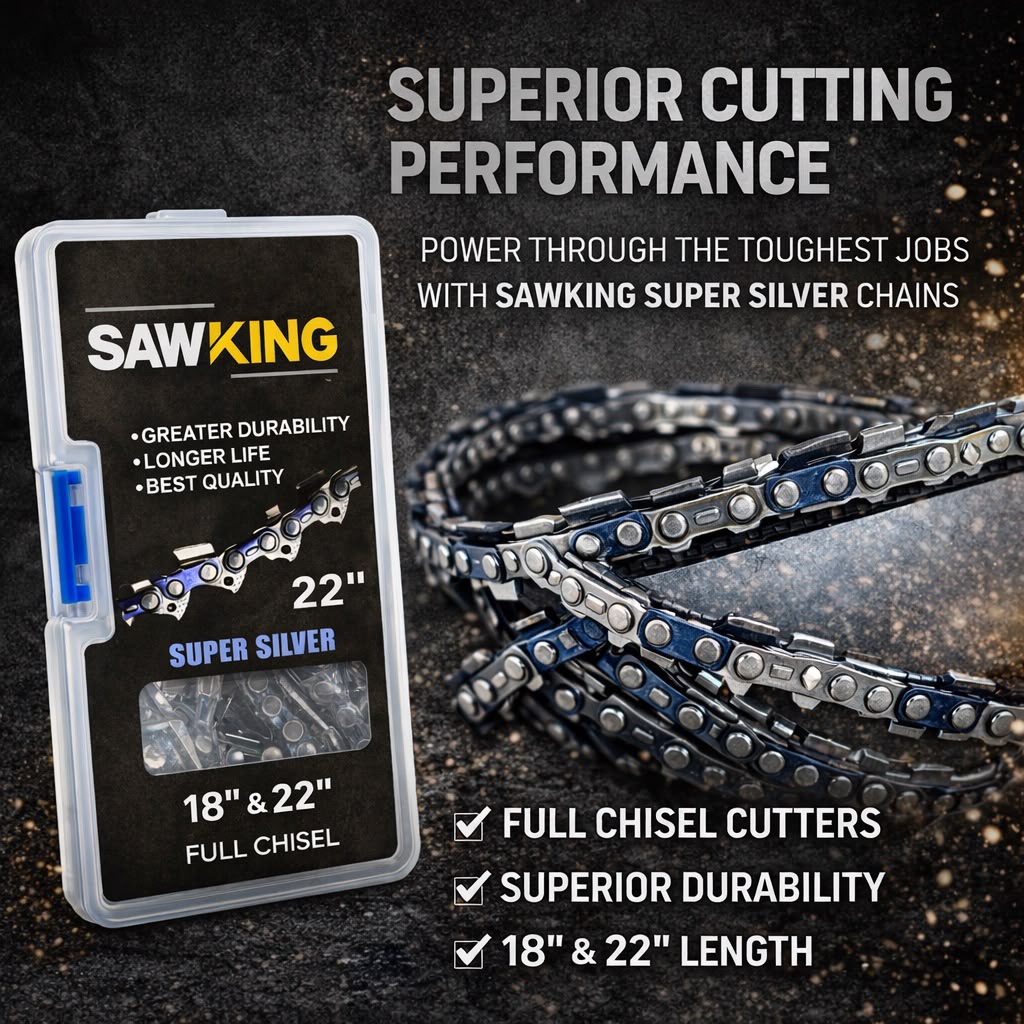 SUPERIOR CUTTING
PERFORMANCE
POWER THROUGH THE TOUGHEST JOBS
WITH SAWKING SUPER SILVER CHAINS
SAWKING
•GREATER DURABILITY
•LONGER LIFE
•BEST QUALITY
22"
SUPER SILVER
18" & 22"
FULL CHISEL
FULL CHISEL CUTTERS
SUPERIOR DURABILITY
18" & 22" LENGTH